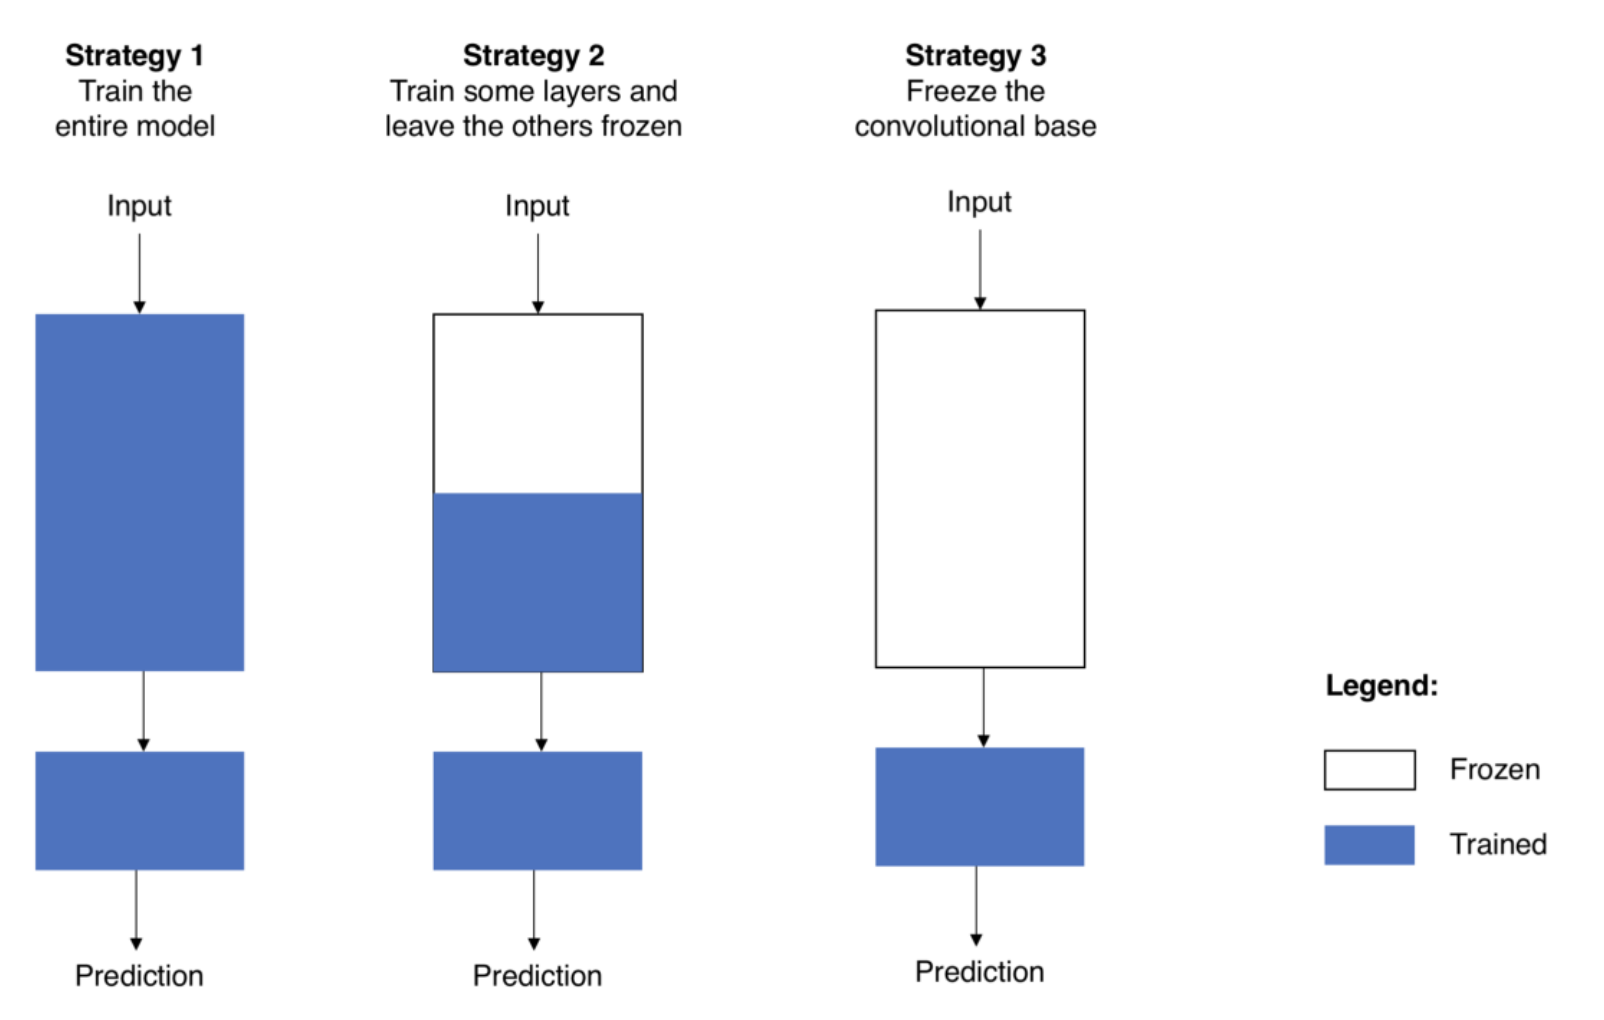 Strategy 1
Train the
entire model
Input
Prediction
Strategy 2
Train some layers and
leave the others frozen
Input
Prediction
Strategy 3
Freeze the
convolutional base
Input
Prediction
Legend:
Frozen
Trained